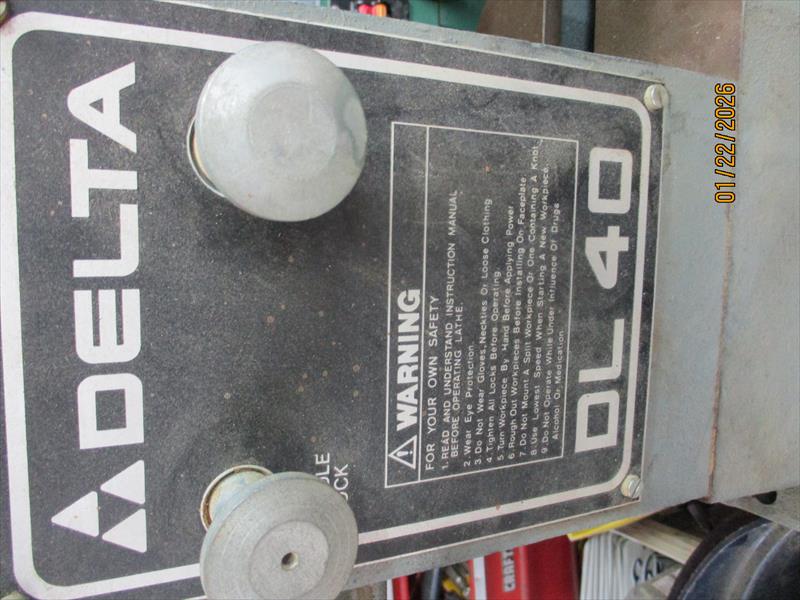 DELTA
DLE
OCK
WARNING
FOR YOUR OWN SAFETY
1. READ AND UNDERSTAND INSTRUCTION MANUAL
BEFORE OPERATING LATHE.
2. Wear Eye Protection.
3. Do Not Wear Gloves, Neckties Or Loose Clothing
4. Tighten All Locks Before Operating
5. Turn Workpiece By Hand Before Applying Power
6. Rough Out Workpieces Before Installing On Faceplate
7. Do Not Mount A Split Workpiece Or One Containing A Knot.
8. Use Lowest Speed When Starting A New Workpiece.
9. Do Not Operate While Under Influence Of Drugs
Alcohol Or Medication.
DL 40
01/22/2026
CRAFT